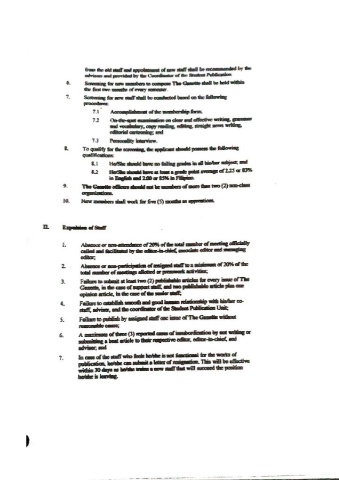 from the old staff and appointment of new staff shall be recommended by the
advisers and provided by the Coordinator of the Student Publication.
6. Screening for new members to compose The Gazette shall be held within
the first two months of every semester
7. Screening for new staff shall be conducted based on the following
procedures:
7.1 Accomplishment of the membership form.
7.2 On-the-spot examination on clear and effective writing, grammar
and vocabulary, copy reading, editing, straight news writing,
editorial cartooning; and
7.3 Personality interview.
8. To qualify for the screening, the applicant should possess the following
qualifications:
8.1 He/She should have no failing grades in all his/her subject; and
8.2 He/She should have at least a grade point average of 2.25 or 83%
in English and 2.00 or 85% in Filipino.
9. The Gazette officers should not be members of more than two (2) non-class
organizations.
10. New members shall work for five (5) months as apprentices.
II. Expulsion of Staff
1. Absence or non-attendance of 20% of the total number of meeting officially
called and facilitated by the editor-in-chief, associate editor and managing
editor;
2. Absence or non-participation of assigned staff to a minimum of 20% of the
total number of meetings allotted or presswork activities;
3. Failure to submit at least two (2) publishable articles for every issue of The
Gazette, in the case of support staff, and two publishable article plus one
opinion article, in the case of the senior staff;
4. Failure to establish smooth and good human relationship with his/her co-
staff, adviser, and the coordinator of the Student Publication Unit;
5. Failure to publish by assigned staff one issue of The Gazette without
reasonable cause;
6. A maximum of three (3) reported cases of insubordination by not writing or
submitting a beat article to their respective editor, editor-in-chief, and
adviser; and
7. In case of the staff who feels he/she is not functional for the works of
publication, he/she can submit a letter of resignation. This will be effective
within 30 days as he/she trains a new staff that will succeed the position
he/she is leaving.